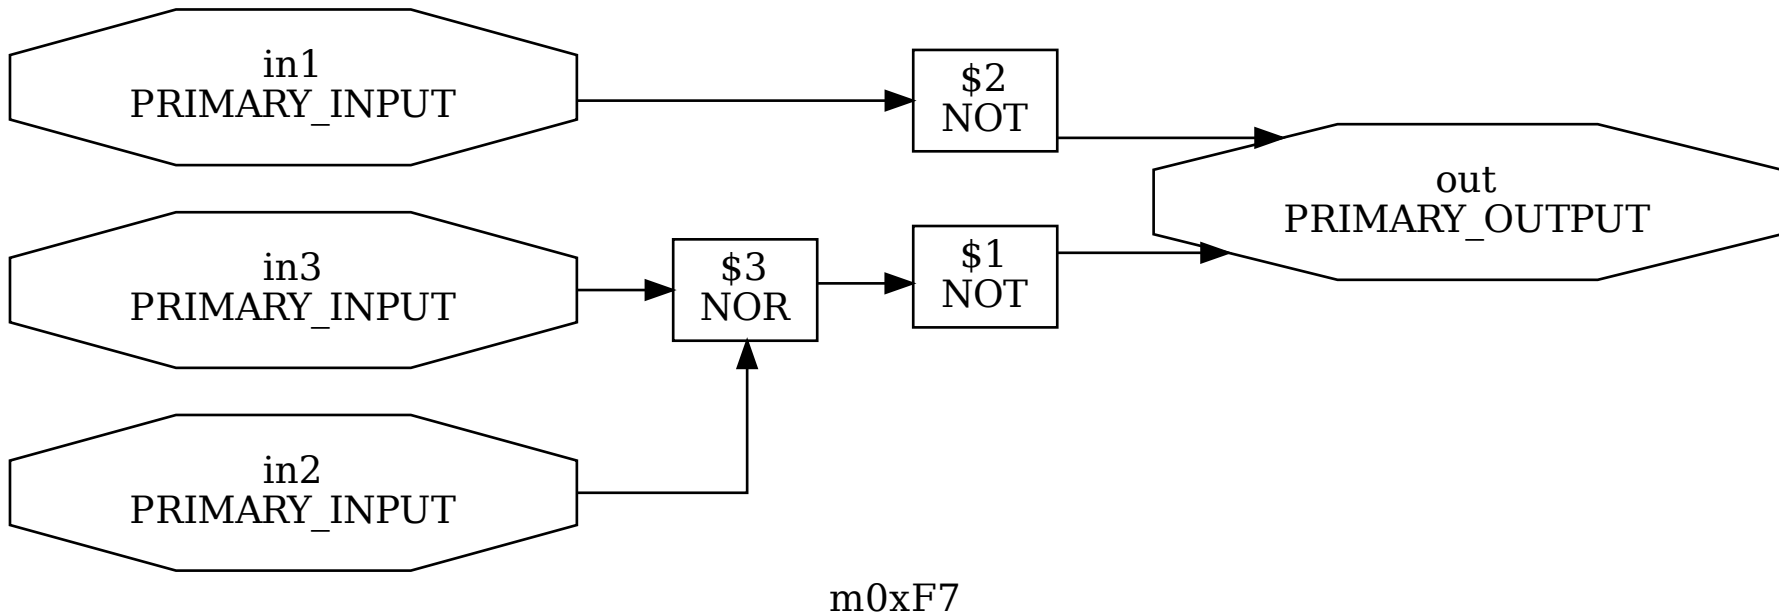 in1
PRIMARY_INPUT
$2
NOT
out
PRIMARY_OUTPUT
in3
PRIMARY_INPUT
$3
NOR
$1
NOT
in2
PRIMARY_INPUT
m0xF7